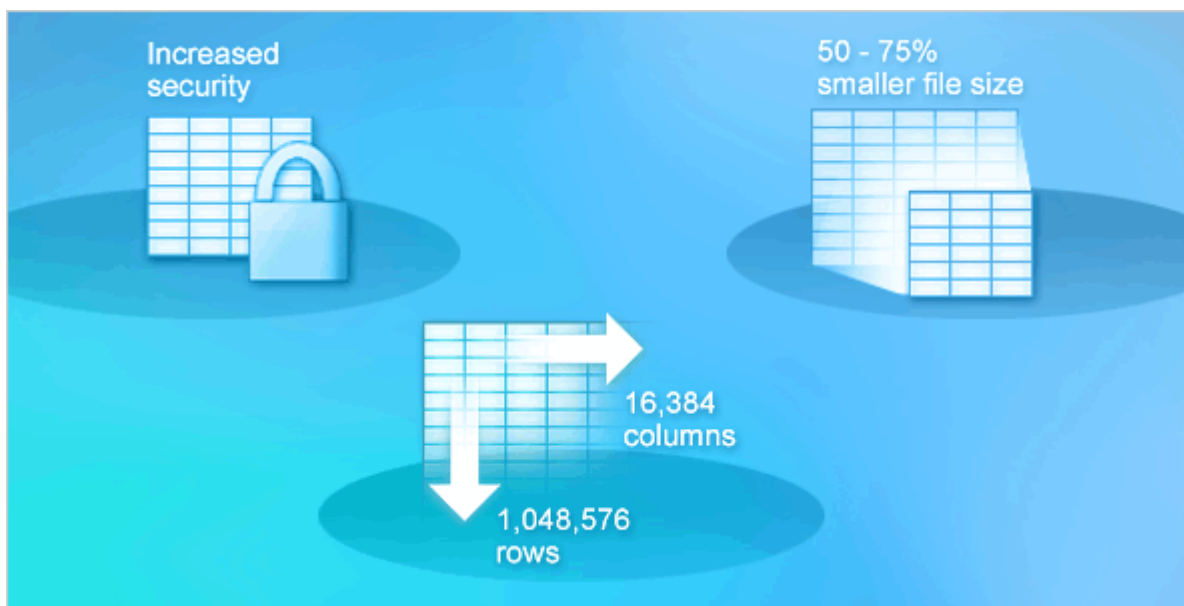 Increased
security
50 - 75%
smaller file size
16,384
columns
1,048,576
rows